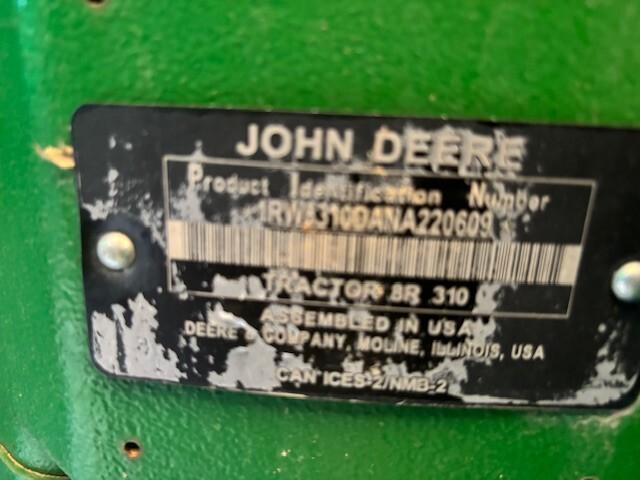 JOHN DEERE
Product Identification Number
TRACTOR 8R 310
ASSEMBLED IN USA
DEERE & COMPANY, MOLINE, ILLINOIS, USA
CAN ICES-2/NMB-2